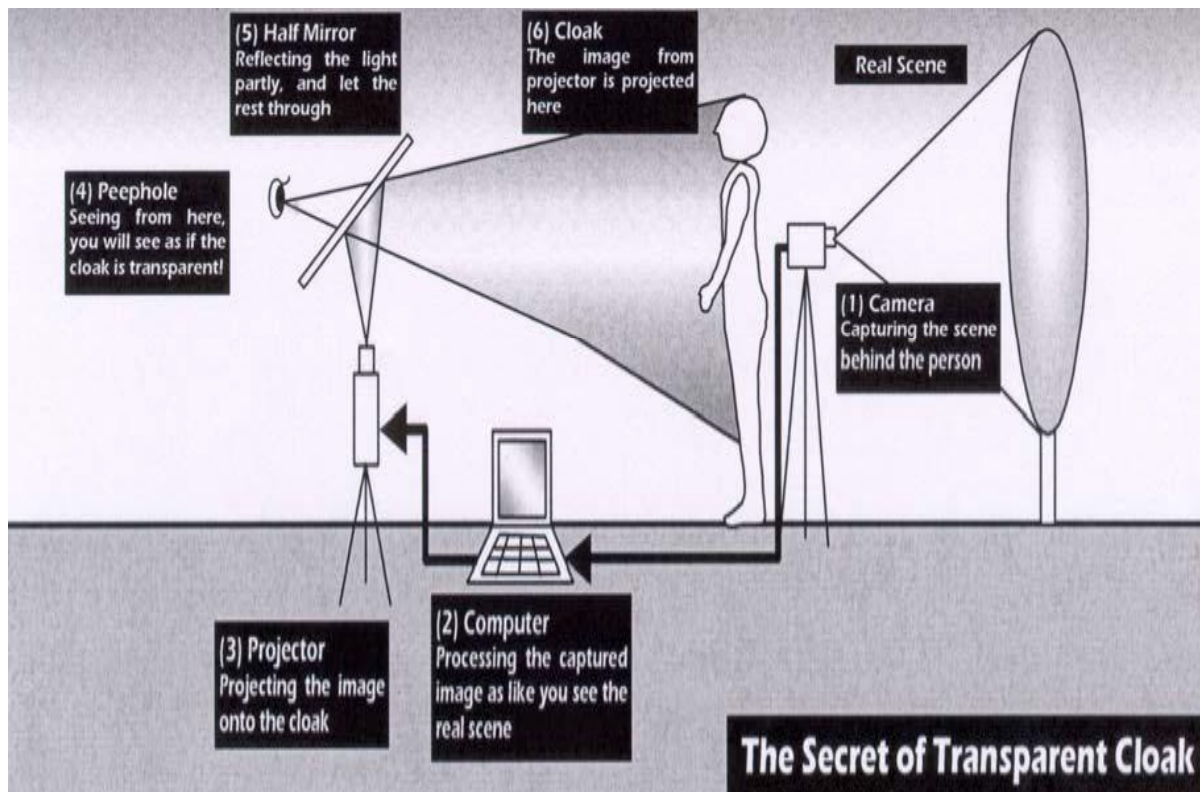 (5) Half Mirror
Reflecting the light
partly, and let the
rest through
(6) Cloak
The image from
projector is projected
here
Real Scene
(4) Peephole
Seeing from here,
you will see as if the
cloak is transparent!
(1) Camera
Capturing the scene
behind the person
(3) Projector
Projecting the image
onto the cloak
(2) Computer
Processing the captured
image as like you see the
real scene
The Secret of Transparent Cloak